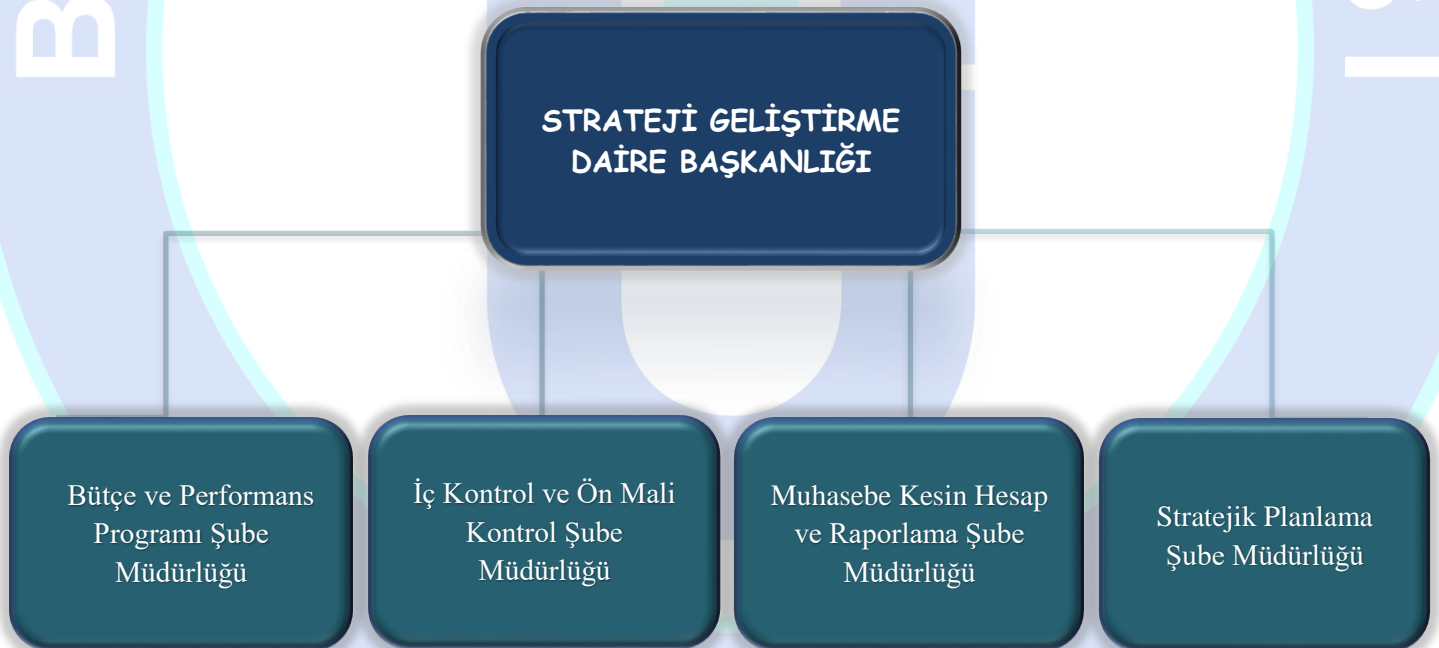 STRATEJİ GELİŞTİRME
DAİRE BAŞKANLIĞI
Bütçe ve Performans
Programı Şube
Müdürlüğü
İç Kontrol ve Ön Mali
Kontrol Şube
Müdürlüğü
Muhasebe Kesin Hesap
ve Raporlama Şube
Müdürlüğü
Stratejik Planlama
Şube Müdürlüğü